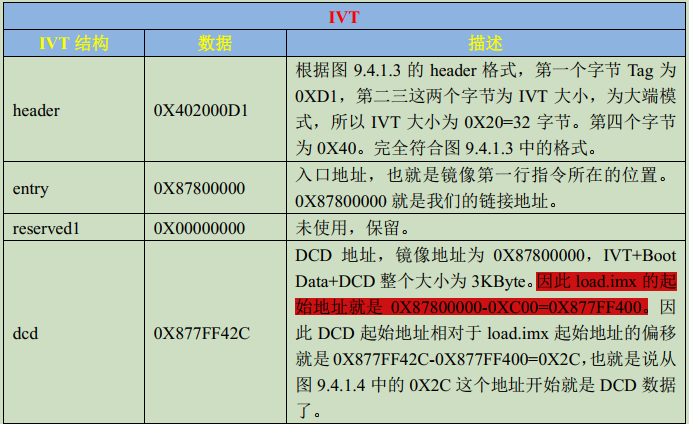 IVT
IVT 结构 数据 描述
header 0X402000D1 根据图 9.4.1.3 的 header 格式，第一个字节 Tag 为
0XD1，第二三这两个字节为 IVT 大小，为大端模
式，所以 IVT 大小为 0X20=32 字节。第四个字节
为 0X40。完全符合图 9.4.1.3 中的格式。
entry 0X87800000 入口地址，也就是镜像第一行指令所在的位置。
0X87800000 就是我们的链接地址。
reserved1 0X00000000 未使用，保留。
dcd 0X877FF42C DCD 地址，镜像地址为 0X87800000，IVT+Boot
Data+DCD 整个大小为 3KByte。因此 load.imx 的起
始地址就是 0X87800000-0XC00=0X877FF400。因
此 DCD 起始地址相对于 load.imx 起始地址的偏移
就是 0X877FF42C-0X877FF400=0X2C，也就是说从
图 9.4.1.4 中的 0X2C 这个地址开始就是 DCD 数据
了。